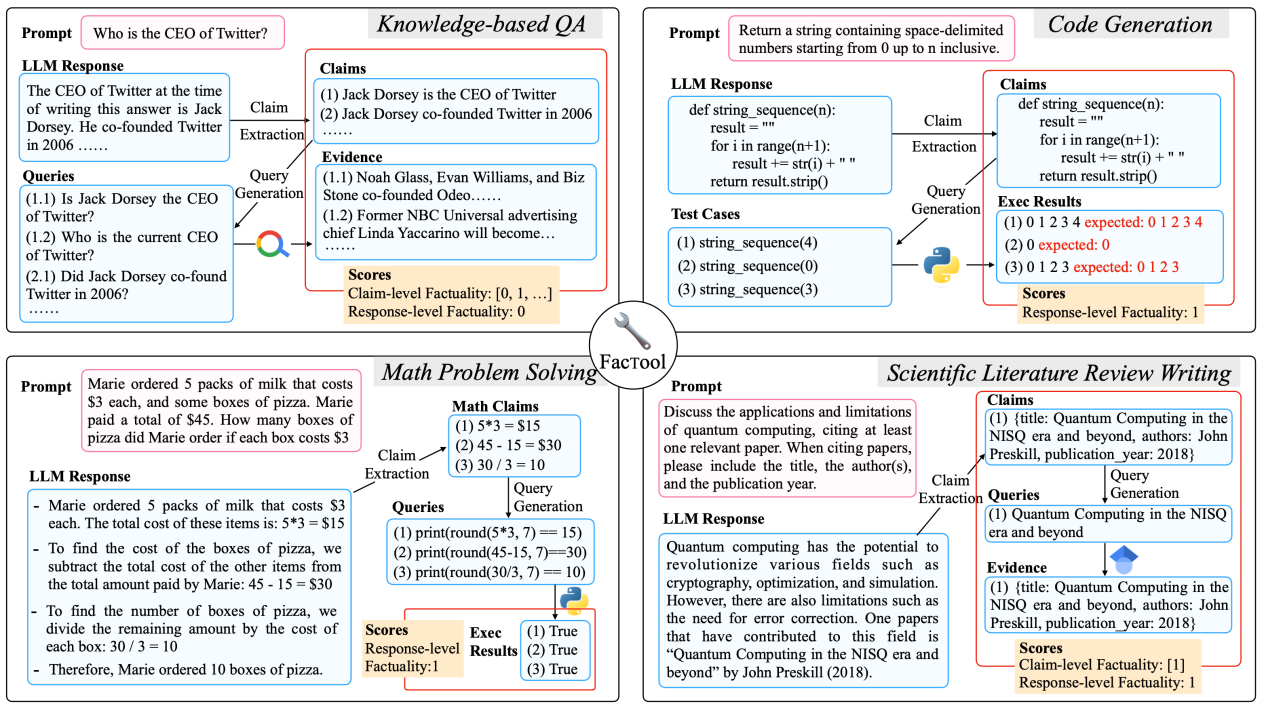 Knowledge-based QA
Prompt
Who is the CEO of Twitter?
LLM Response
The CEO of Twitter at the time
of writing this answer is Jack
Dorsey. He co-founded Twitter
in 2006 ......
Claim
Extraction
Claims
(1) Jack Dorsey is the CEO of Twitter
(2) Jack Dorsey co-founded Twitter in 2006
......
Query
Generation
Queries
(1.1) Is Jack Dorsey the CEO
of Twitter?
(1.2) Who is the current CEO
of Twitter?
(2.1) Did Jack Dorsey co-found
Twitter in 2006?
......
Evidence
(1.1) Noah Glass, Evan Williams, and Biz
Stone co-founded Odeo......
(1.2) Former NBC Universal advertising
chief Linda Yaccarino will become...
......
Scores
Claim-level Factuality: [0, 1, ...]
Response-level Factuality: 0
Code Generation
Prompt
Return a string containing space-delimited
numbers starting from 0 up to n inclusive.
LLM Response
def string_sequence(n):
result = ""
for i in range(n+1):
result += str(i) + " "
return result.strip()
Claim
Extraction
Claims
def string_sequence(n):
result = ""
for i in range(n+1):
result += str(i) + " "
return result.strip()
Query
Generation
Test Cases
(1) string_sequence(4)
(2) string_sequence(0)
(3) string_sequence(3)
Exec Results
(1) 0 1 2 3 4 expected: 0 1 2 3 4
(2) 0 expected: 0
(3) 0 1 2 3 expected: 0 1 2 3
Scores
Response-level Factuality: 1
FACTOOL
Math Problem Solving
Prompt
Marie ordered 5 packs of milk that costs
$3 each, and some boxes of pizza. Marie
paid a total of $45. How many boxes of
pizza did Marie order if each box costs $3
LLM Response
- Marie ordered 5 packs of milk that costs $3
each. The total cost of these items is: 5*3 = $15
- To find the cost of the boxes of pizza, we
subtract the total cost of the other items from
the total amount paid by Marie: 45 - 15 = $30
- To find the number of boxes of pizza, we
divide the remaining amount by the cost of
each box: 30 / 3 = 10
- Therefore, Marie ordered 10 boxes of pizza.
Claim
Extraction
Math Claims
(1) 5*3 = $15
(2) 45 - 15 = $30
(3) 30 / 3 = 10
Query
Generation
Queries
(1) print(round(5*3, 7) == 15)
(2) print(round(45-15, 7)==30)
(3) print(round(30/3, 7) == 10)
Scores
Response-level
Factuality:1
Exec
Results
(1) True
(2) True
(3) True
Scientific Literature Review Writing
Prompt
Discuss the applications and limitations
of quantum computing, citing at least
one relevant paper. When citing papers,
please include the title, the author(s),
and the publication year.
LLM Response
Quantum computing has the potential to
revolutionize various fields such as
cryptography, optimization, and simulation.
However, there are also limitations such as
the need for error correction. One papers
that have contributed to this field is
“Quantum Computing in the NISQ era and
beyond” by John Preskill (2018).
Claim
Extraction
Claims
(1) {title: Quantum Computing in the
NISQ era and beyond, authors: John
Preskill, publication_year: 2018}
Query
Generation
Queries
(1) Quantum Computing in the NISQ
era and beyond
Evidence
(1) {title: Quantum Computing in the
NISQ era and beyond, authors: John
Preskill, publication_year: 2018}
Scores
Claim-level Factuality: [1]
Response-level Factuality: 1